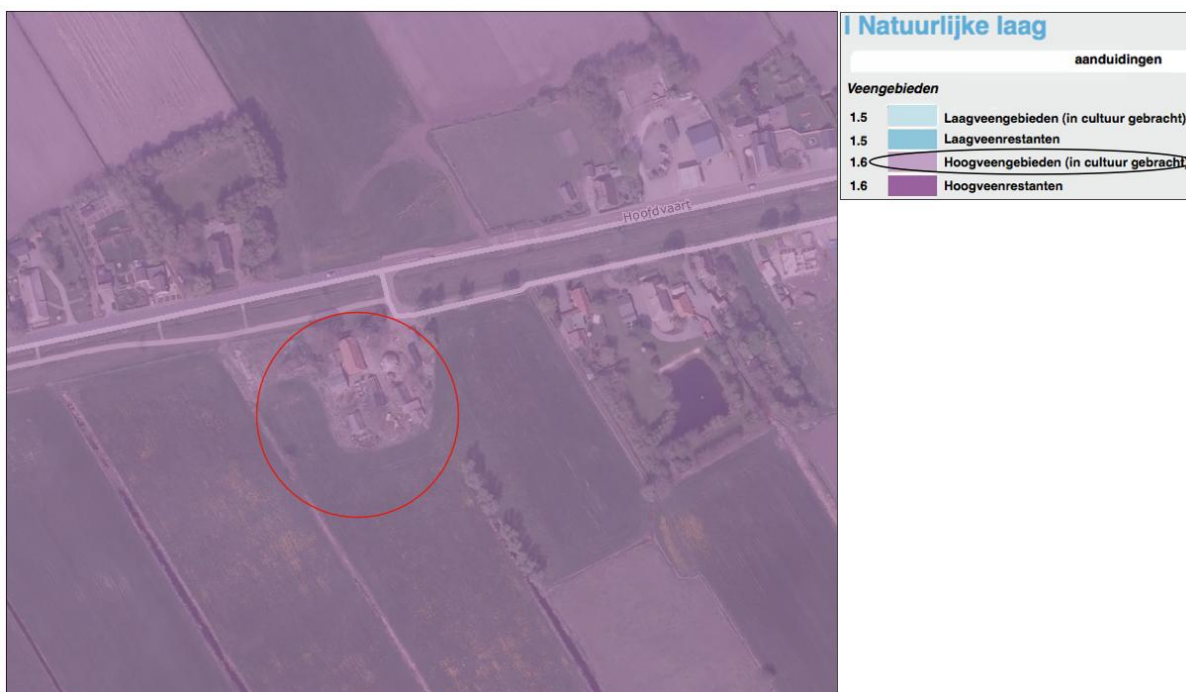 Hoofdvaart
I Natuurlijke laag
aanduidingen
Veengebieden
1.5 Laagveengebieden (in cultuur gebracht)
1.5 Laagveenrestanten
1.6 Hoogveengebieden (in cultuur gebracht)
1.6 Hoogveenrestanten